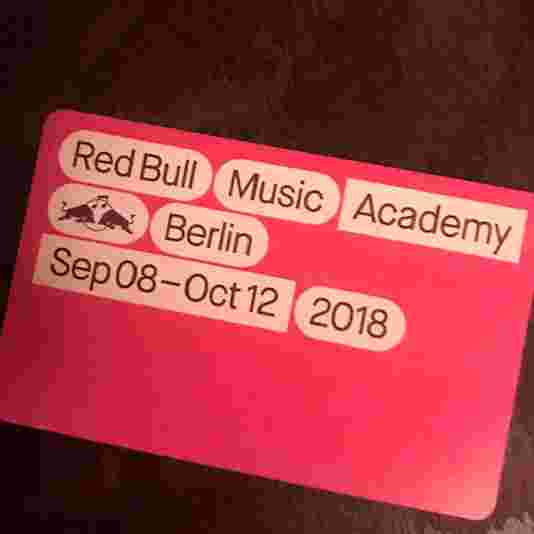 Red Bull Music Academy
Berlin
Sep 08–Oct 12 2018